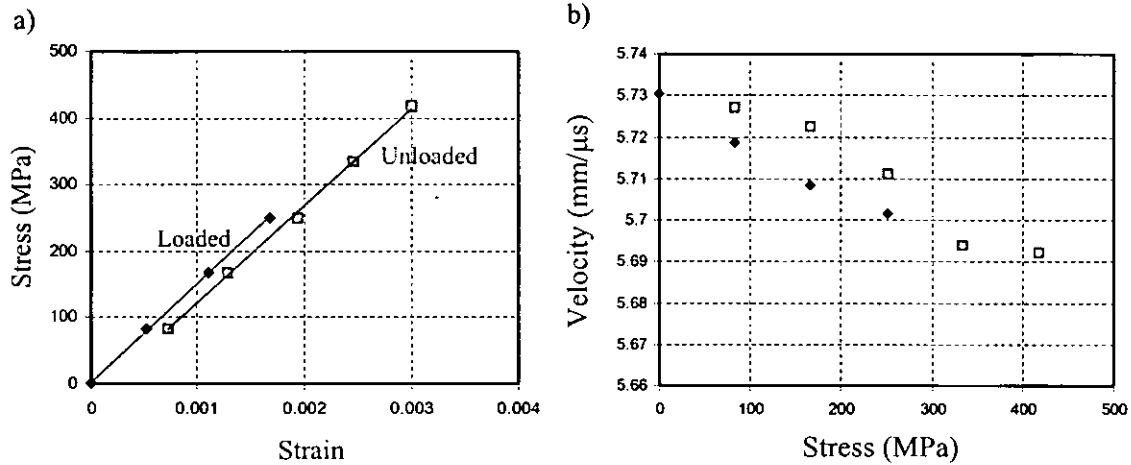 a)
Stress (MPa)
500
400
300
200
100
0
Loaded
Unloaded
0 0.001 0.002 0.003 0.004
Strain
b)
Velocity (mm/μs)
5.74
5.73
5.72
5.71
5.7
5.69
5.68
5.67
5.66
0 100 200 300 400 500
Stress (MPa)